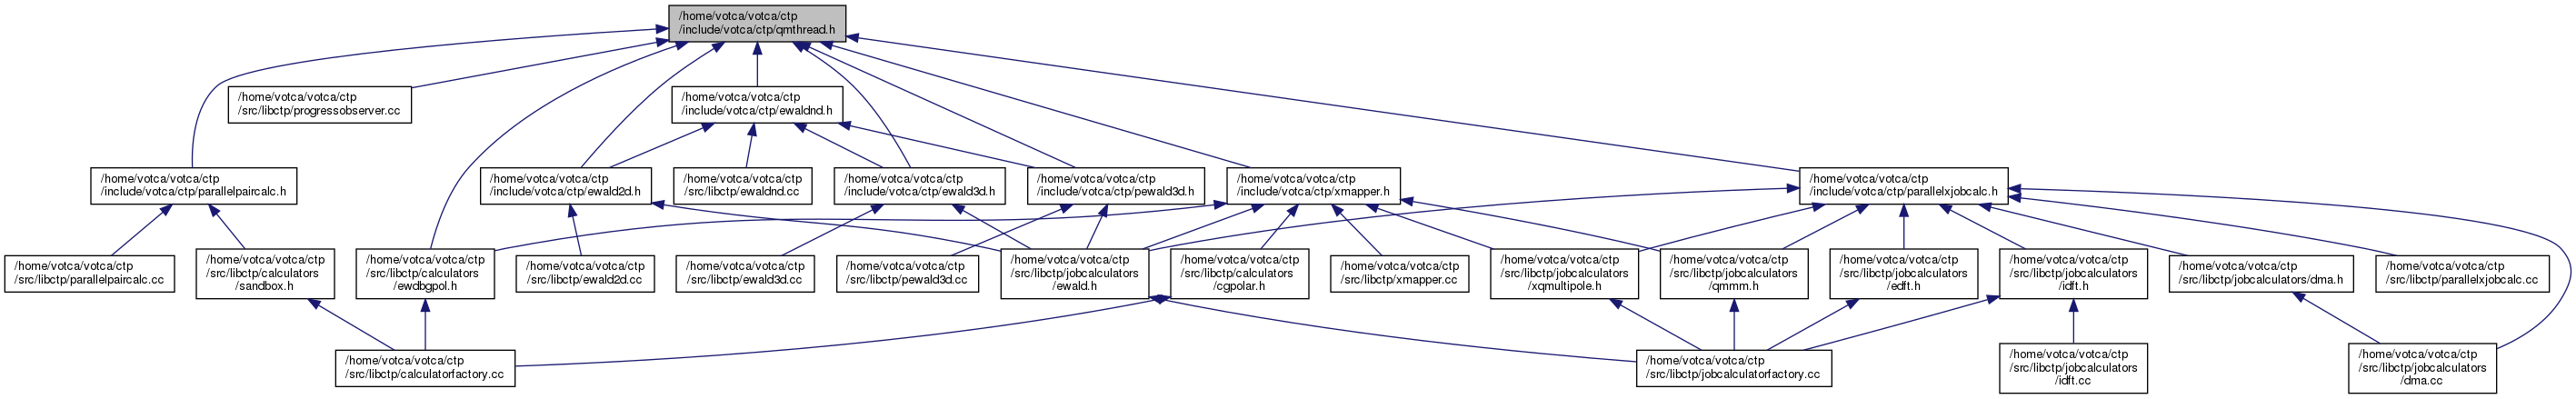 /home/votca/votca/ctp
/include/votca/ctp/qmthread.h
/home/votca/votca/ctp
/src/libctp/progressobserver.cc
/home/votca/votca/ctp
/include/votca/ctp/ewaldnd.h
/home/votca/votca/ctp
/include/votca/ctp/parallelpaircalc.h
/home/votca/votca/ctp
/include/votca/ctp/ewald2d.h
/home/votca/votca/ctp
/src/libctp/ewaldnd.cc
/home/votca/votca/ctp
/include/votca/ctp/ewald3d.h
/home/votca/votca/ctp
/include/votca/ctp/pewald3d.h
/home/votca/votca/ctp
/include/votca/ctp/xmapper.h
/home/votca/votca/ctp
/include/votca/ctp/parallelxjobcalc.h
/home/votca/votca/ctp
/src/libctp/parallelpaircalc.cc
/home/votca/votca/ctp
/src/libctp/calculators
/sandbox.h
/home/votca/votca/ctp
/src/libctp/calculators
/ewdbgpol.h
/home/votca/votca/ctp
/src/libctp/ewald2d.cc
/home/votca/votca/ctp
/src/libctp/ewald3d.cc
/home/votca/votca/ctp
/src/libctp/pewald3d.cc
/home/votca/votca/ctp
/src/libctp/jobcalculators
/ewald.h
/home/votca/votca/ctp
/src/libctp/calculators
/cgpolar.h
/home/votca/votca/ctp
/src/libctp/xmapper.cc
/home/votca/votca/ctp
/src/libctp/jobcalculators
/xqmultipole.h
/home/votca/votca/ctp
/src/libctp/jobcalculators
/qmmm.h
/home/votca/votca/ctp
/src/libctp/jobcalculators
/edft.h
/home/votca/votca/ctp
/src/libctp/jobcalculators
/idft.h
/home/votca/votca/ctp
/src/libctp/jobcalculators/dma.h
/home/votca/votca/ctp
/src/libctp/parallelxjobcalc.cc
/home/votca/votca/ctp
/src/libctp/calculatorfactory.cc
/home/votca/votca/ctp
/src/libctp/jobcalculatorfactory.cc
/home/votca/votca/ctp
/src/libctp/jobcalculators
/idft.cc
/home/votca/votca/ctp
/src/libctp/jobcalculators
/dma.cc